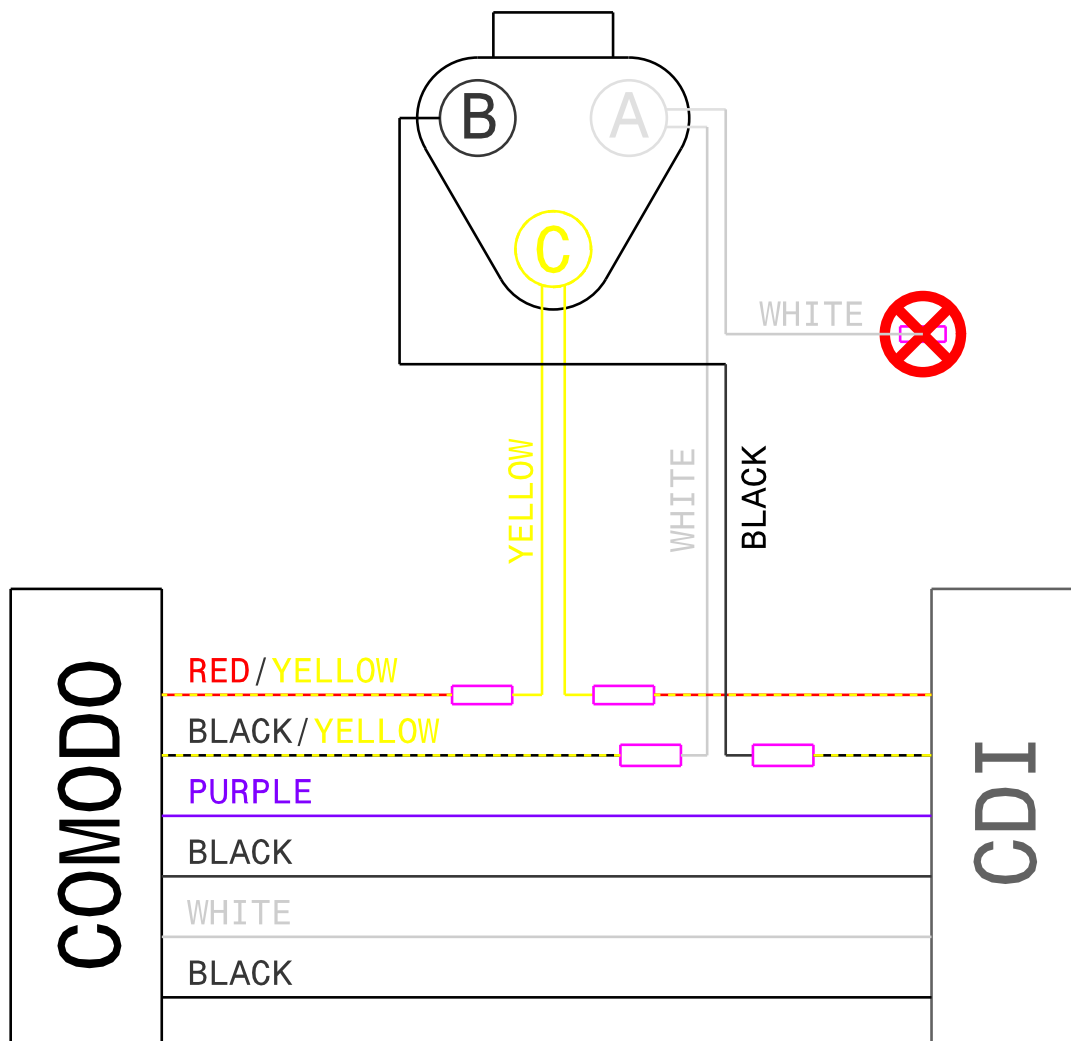 B
A
C
WHITE
YELLOW
WHITE
BLACK
RED/YELLOW
BLACK/YELLOW
PURPLE
BLACK
WHITE
BLACK
COMODO
CDI